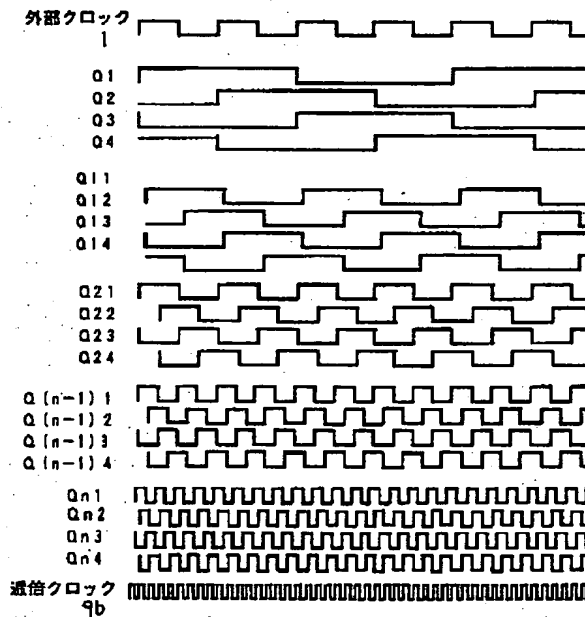 外部クロック
1
Q1
Q2
Q3
Q4
Q11
Q12
Q13
Q14
Q21
Q22
Q23
Q24
Q(n-1)1
Q(n-1)2
Q(n-1)3
Q(n-1)4
Qn1
Qn2
Qn3
Qn4
逓倍クロック
9b